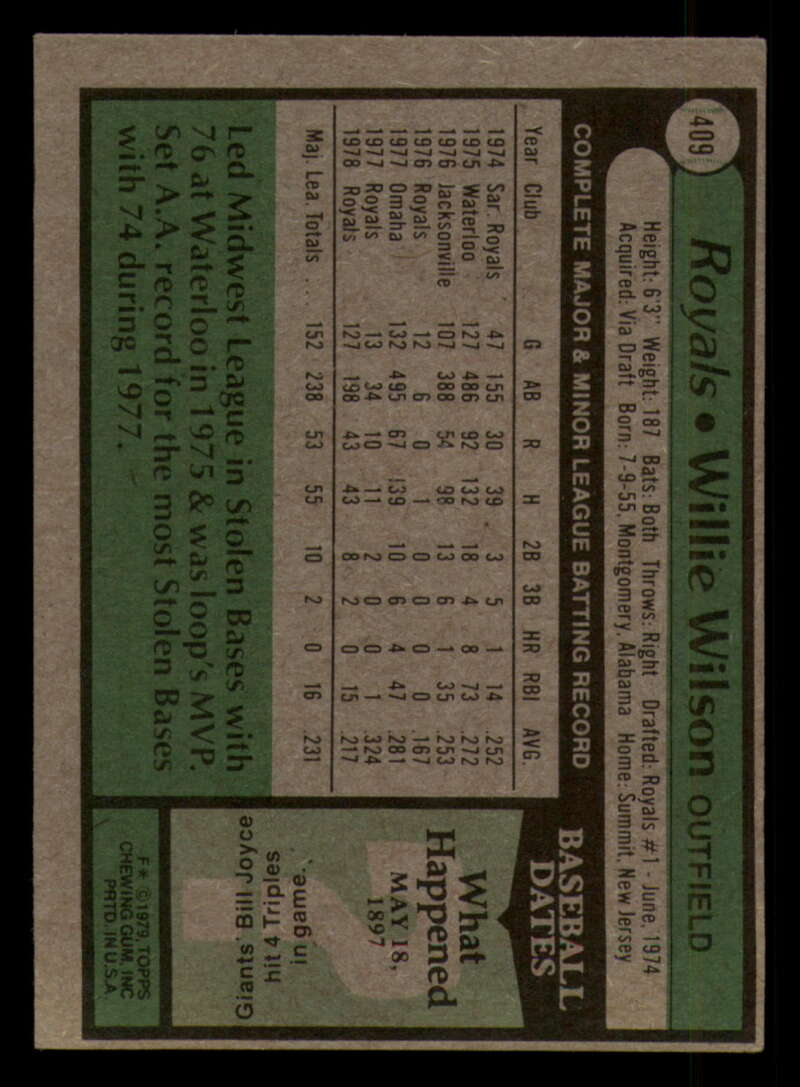 409
Royals • Willie Wilson OUTFIELD
Height: 6'3" Weight: 187 Bats: Both Throws: Right Drafted: Royals #1 - June, 1974
Acquired: Via Draft Born: 7-9-55, Montgomery, Alabama Home: Summit, New Jersey
COMPLETE MAJOR & MINOR LEAGUE BATTING RECORD
Year Club G AB R H 2B 3B HR RBI AVG.
1974 Sar. Royals 47 155 30 39 3 5 1 14 .252
1975 Waterloo 127 486 92 132 18 4 8 73 .272
1976 Jacksonville 107 388 54 98 13 6 1 35 .253
1976 Royals 12 6 0 1 0 0 0 0 .167
1977 Omaha 132 495 67 139 10 6 4 47 .281
1977 Royals 13 34 10 11 2 0 0 1 .324
1978 Royals 127 198 43 43 8 2 0 15 .217
Maj. Lea. Totals . . . 152 238 53 55 10 2 0 16 .231
Led Midwest League in Stolen Bases with
76 at Waterloo in 1975 & was loop's MVP.
Set A.A. record for the most Stolen Bases
with 74 during 1977.
BASEBALL
DATES
What
Happened
MAY 18,
1897
Giants' Bill Joyce
hit 4 Triples
in game.
F* © 1979, TOPPS
CHEWING GUM, INC
PRTD. IN U.S.A.